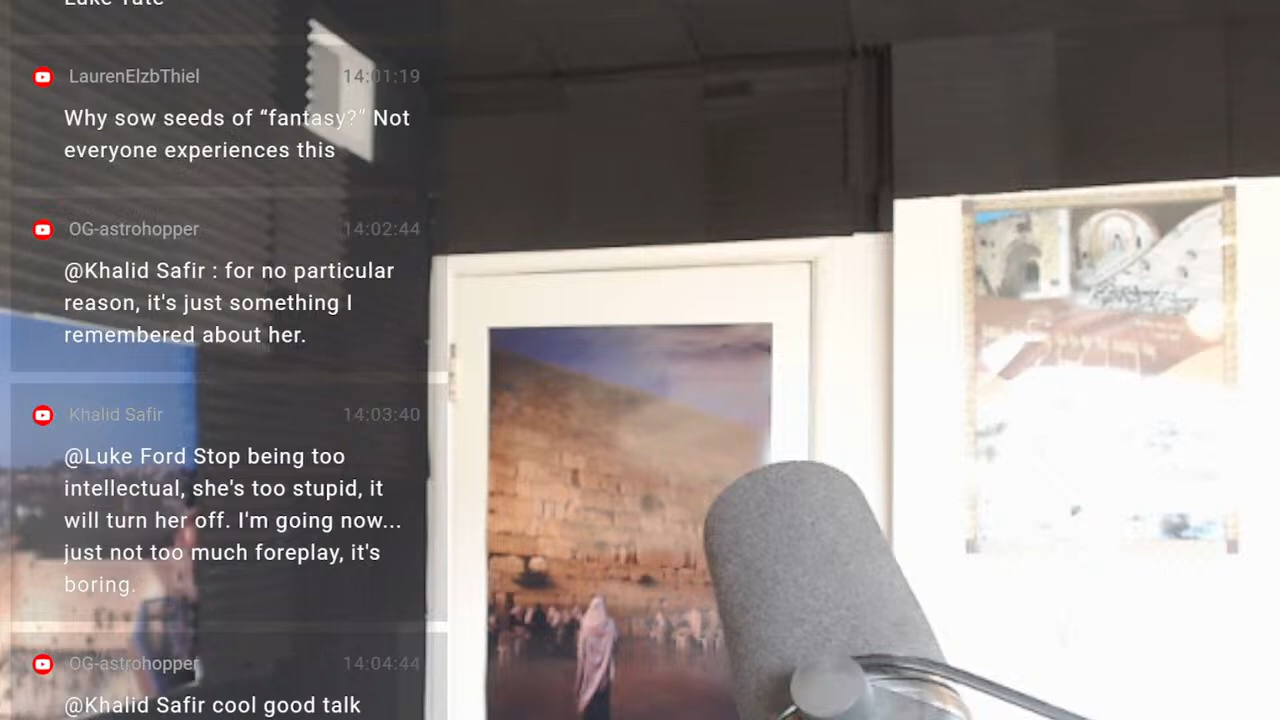 LaurenElzbThiel 14:01:19
Why sow seeds of “fantasy?” Not
everyone experiences this
OG-astrohopper 14:02:44
@Khalid Safir : for no particular
reason, it's just something I
remembered about her.
Khalid Safir 14:03:40
@Luke Ford Stop being too
intellectual, she's too stupid, it
will turn her off. I'm going now...
just not too much foreplay, it's
boring.
OG-astrohopper 14:04:44
@Khalid Safir cool good talk